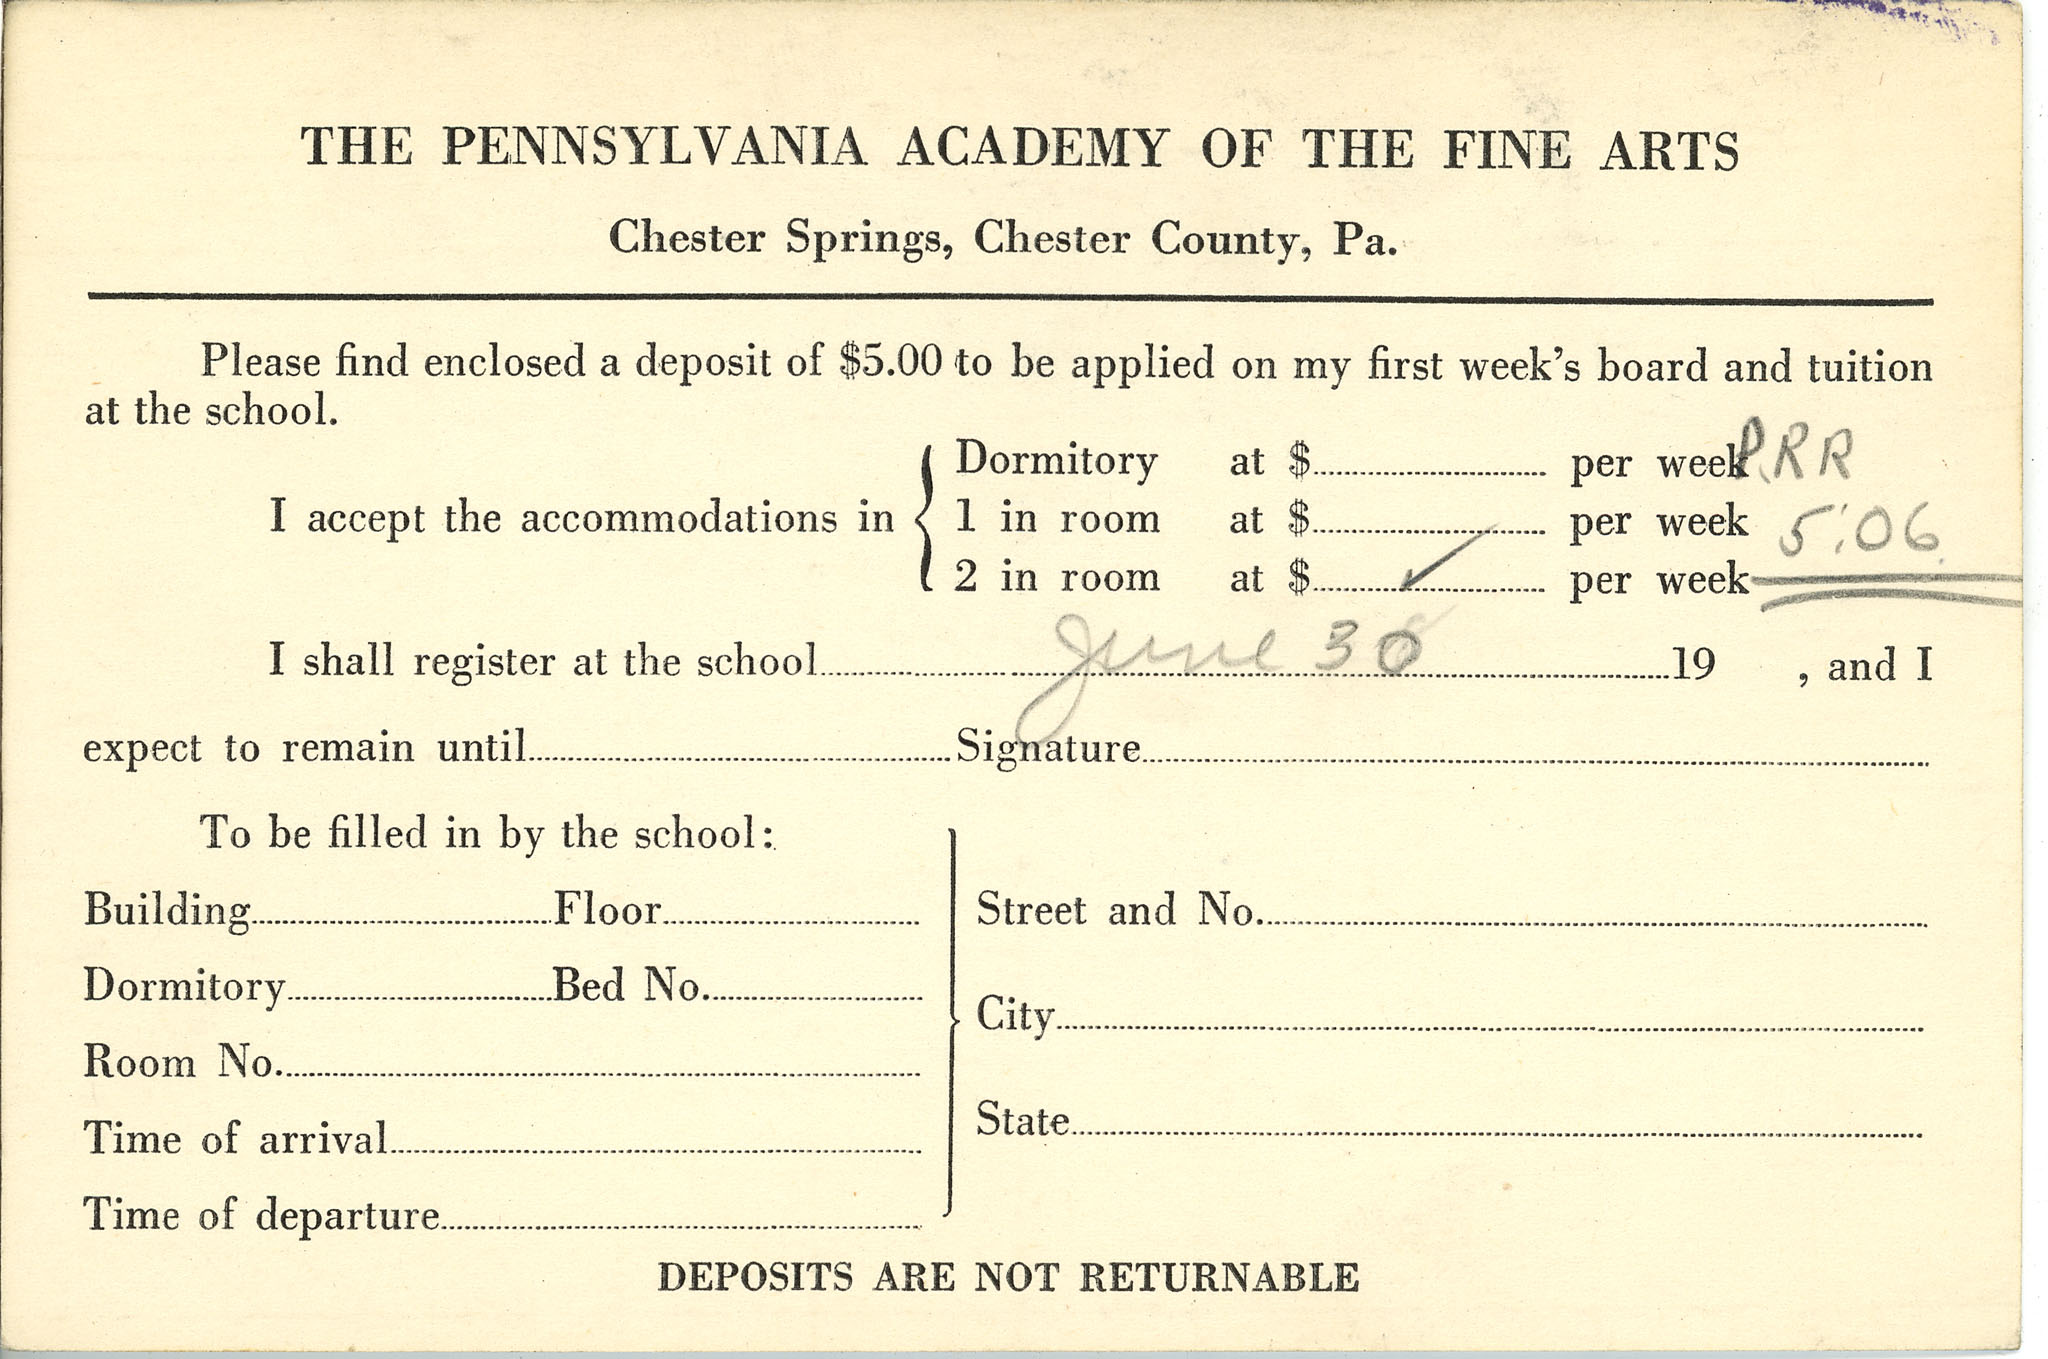 THE PENNSYLVANIA ACADEMY OF THE FINE ARTS
Chester Springs, Chester County, Pa.
Please find enclosed a deposit of $5.00 to be applied on my first week's board and tuition
at the school.
Dormitory at $ per week P.RR
I accept the accommodations in 1 in room at $ per week 5:06
2 in room at $ ✓ per week
I shall register at the school June 30 19 , and I
expect to remain until Signature
To be filled in by the school:
Building Floor Street and No.
Dormitory Bed No.
City
Room No.
State
Time of arrival
Time of departure
DEPOSITS ARE NOT RETURNABLE